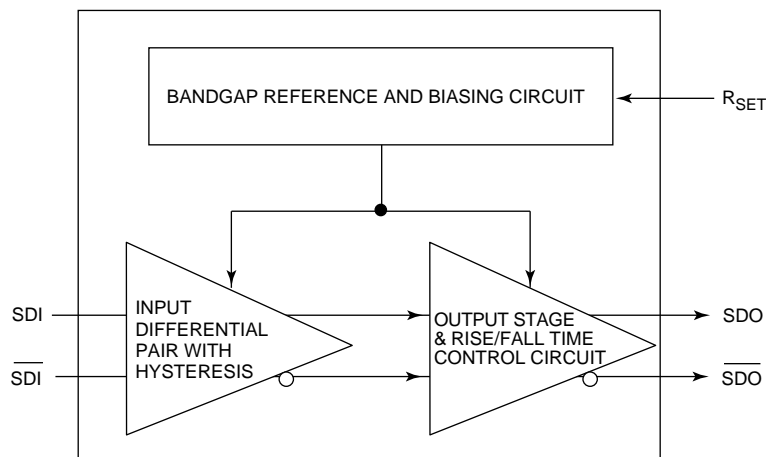 BANDGAP REFERENCE AND BIASING CIRCUIT
RSET
SDI
INPUT
DIFFERENTIAL
PAIR WITH
HYSTERESIS
SDI
OUTPUT STAGE
& RISE/FALL TIME
CONTROL CIRCUIT
SDO
SDO